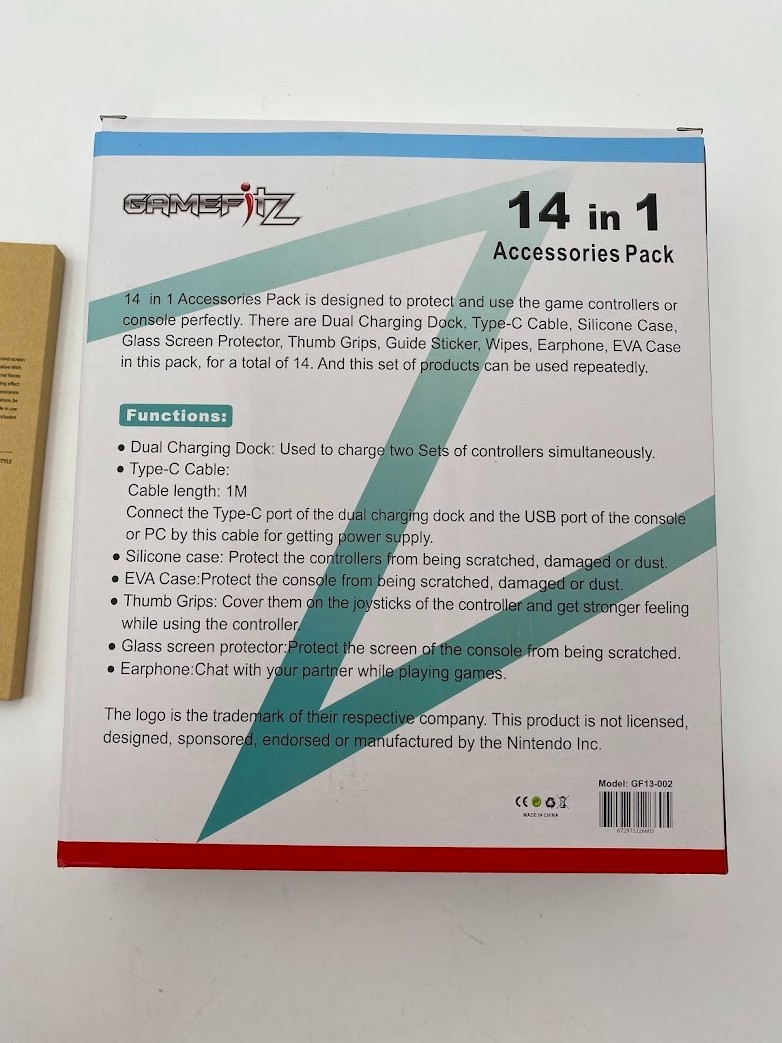 GAMEFitZ
14 in 1
Accessories Pack
14 in 1 Accessories Pack is designed to protect and use the game controllers or
console perfectly. There are Dual Charging Dock, Type-C Cable, Silicone Case,
Glass Screen Protector, Thumb Grips, Guide Sticker, Wipes, Earphone, EVA Case
in this pack, for a total of 14. And this set of products can be used repeatedly.
Functions:
• Dual Charging Dock: Used to charge two Sets of controllers simultaneously.
• Type-C Cable:
Cable length: 1M
Connect the Type-C port of the dual charging dock and the USB port of the console
or PC by this cable for getting power supply.
• Silicone case: Protect the controllers from being scratched, damaged or dust.
• EVA Case:Protect the console from being scratched, damaged or dust.
• Thumb Grips: Cover them on the joysticks of the controller and get stronger feeling
while using the controller.
• Glass screen protector:Protect the screen of the console from being scratched.
• Earphone:Chat with your partner while playing games.
The logo is the trademark of their respective company. This product is not licensed,
designed, sponsored, endorsed or manufactured by the Nintendo Inc.
Model: GF13-002
CE
MADE IN CHINA